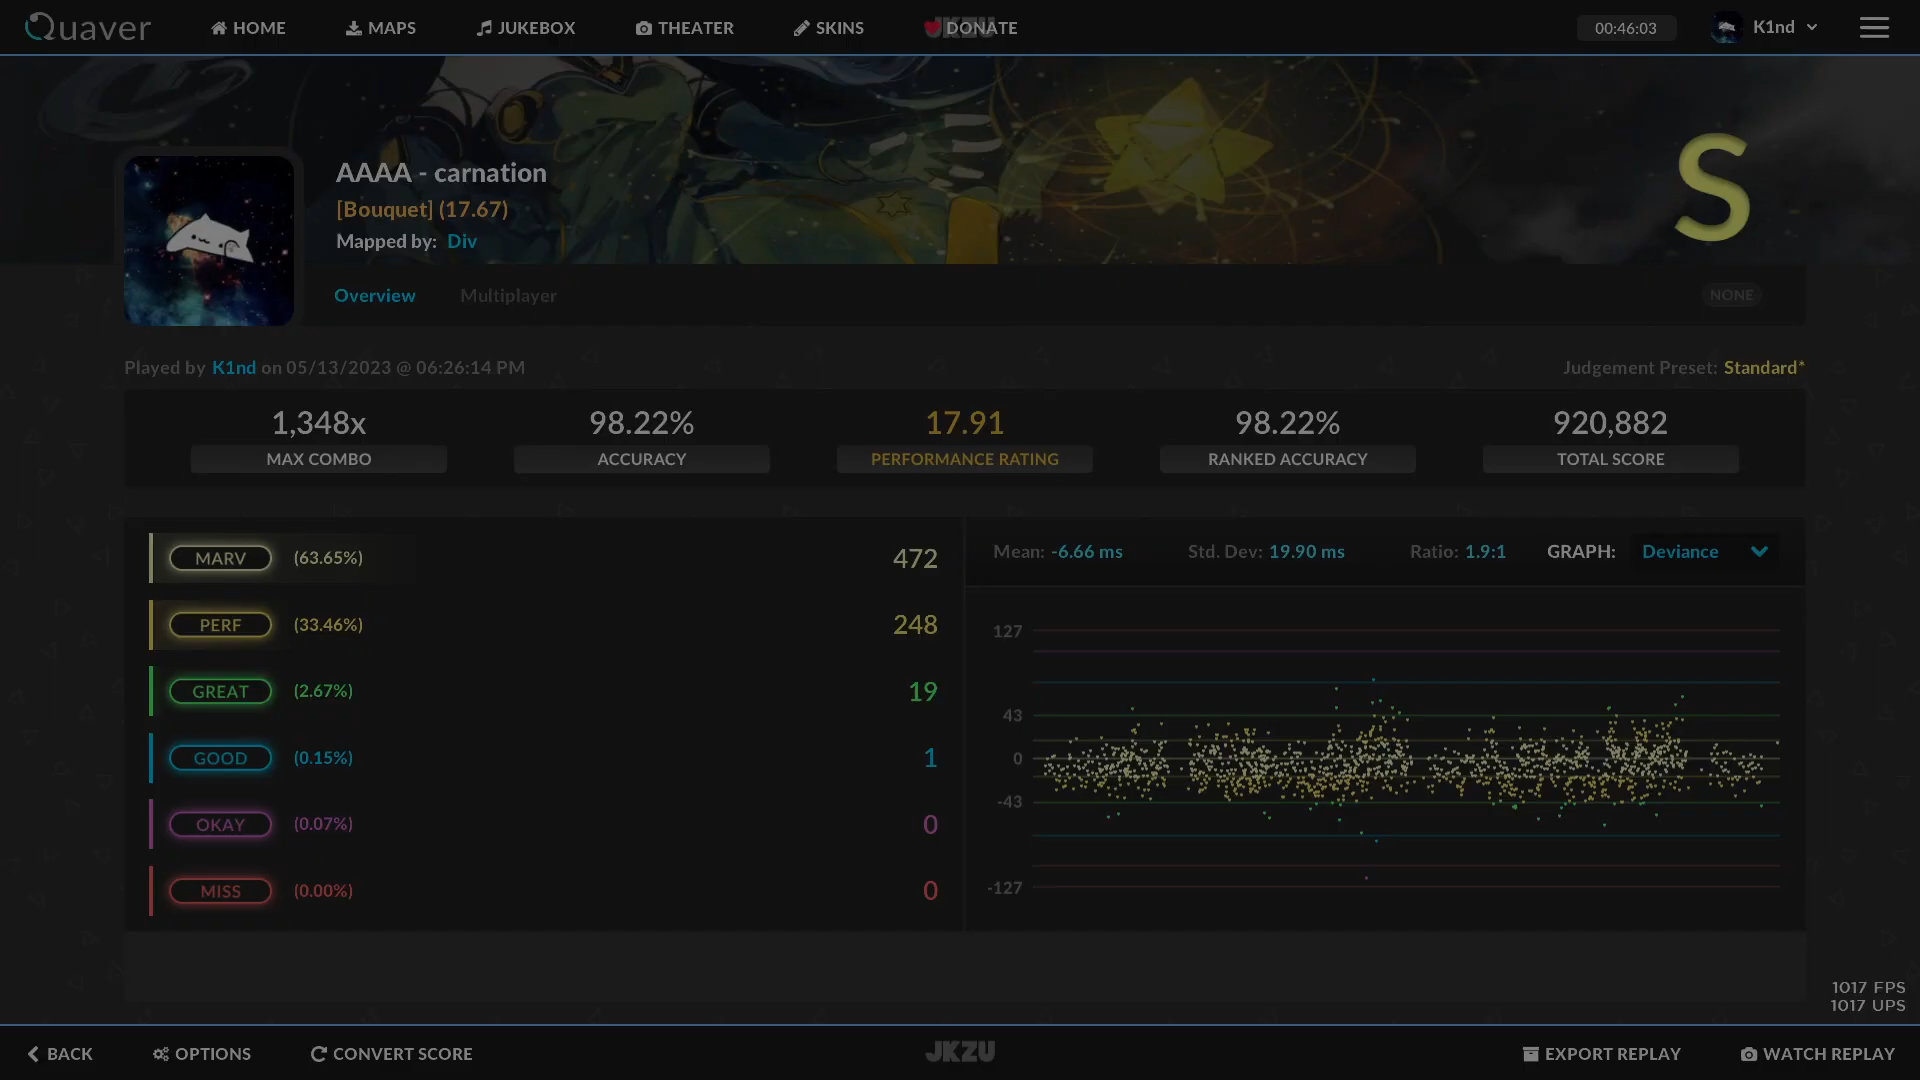 Quaver HOME MAPS JUKEBOX THEATER SKINS DONATE 00:46:03 K1nd
AAAA - carnation
[Bouquet] (17.67)
Mapped by: Div
S
Overview Multiplayer NONE
Played by K1nd on 05/13/2023 @ 06:26:14 PM Judgement Preset: Standard*
1,348x 98.22% 17.91 98.22% 920,882
MAX COMBO ACCURACY PERFORMANCE RATING RANKED ACCURACY TOTAL SCORE
MARV (63.65%) 472
PERF (33.46%) 248
GREAT (2.67%) 19
GOOD (0.15%) 1
OKAY (0.07%) 0
MISS (0.00%) 0
Mean: -6.66 ms Std. Dev: 19.90 ms Ratio: 1.9:1 GRAPH: Deviance
127
43
0
-43
-127
1017 FPS
1017 UPS
BACK OPTIONS CONVERT SCORE JKZU EXPORT REPLAY WATCH REPLAY